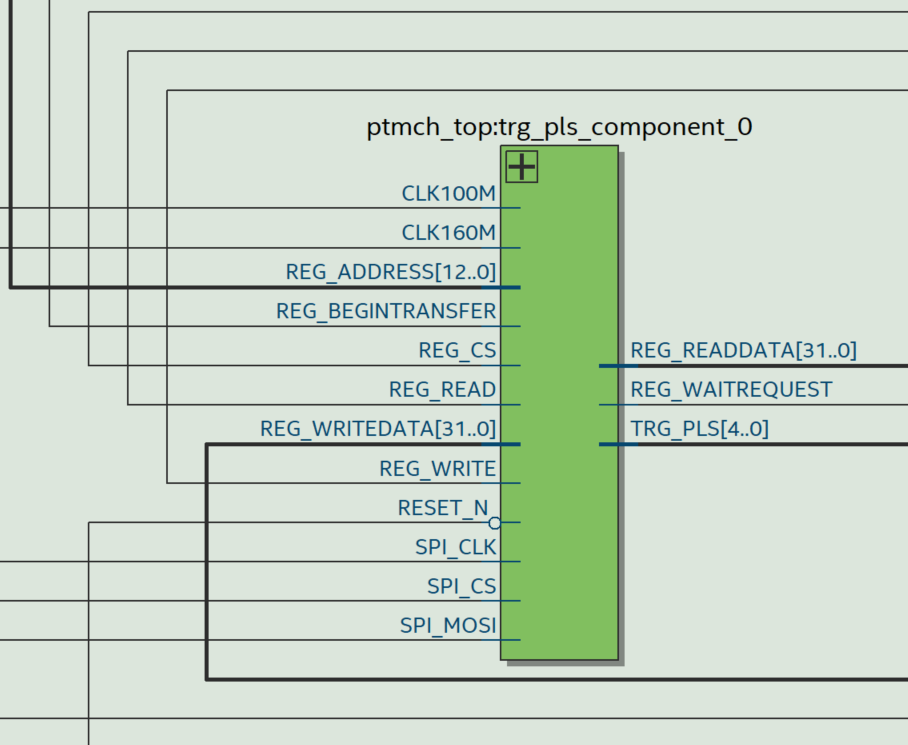 ptmch_top:trg_pls_component_0
CLK100M
CLK160M
REG_ADDRESS[12..0]
REG_BEGINTRANSFER
REG_CS
REG_READ
REG_WRITEDATA[31..0]
REG_WRITE
RESET_N
SPI_CLK
SPI_CS
SPI_MOSI
REG_READDATA[31..0]
REG_WAITREQUEST
TRG_PLS[4..0]